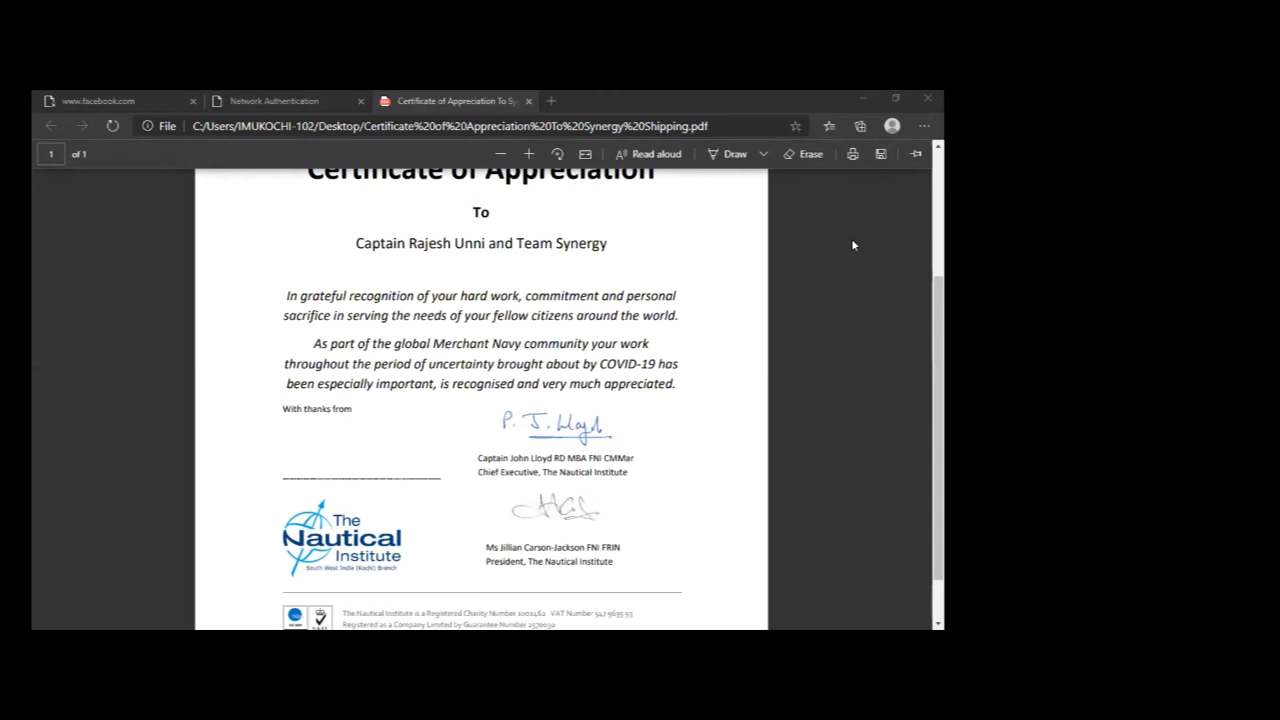 www.facebook.com
Network Authentication
Certificate of Appreciation To Sy
File C:/Users/IMUKOCHI-102/Desktop/Certificate%20of%20Appreciation%20To%20Synergy%20Shipping.pdf
1 of 1
Read aloud
Draw
Erase
Certificate of Appreciation
To
Captain Rajesh Unni and Team Synergy
In grateful recognition of your hard work, commitment and personal
sacrifice in serving the needs of your fellow citizens around the world.
As part of the global Merchant Navy community your work
throughout the period of uncertainty brought about by COVID-19 has
been especially important, is recognised and very much appreciated.
With thanks from
P. J. Lloyd
Captain John Lloyd RD MBA FNI CMMar
Chief Executive, The Nautical Institute
Ms Jillian Carson-Jackson FNI FRIN
President, The Nautical Institute
The
Nautical
Institute
South West India (Kochi) Branch
The Nautical Institute is a Registered Charity Number 1002462 VAT Number 547 9635 93
Registered as a Company Limited by Guarantee Number 2570030